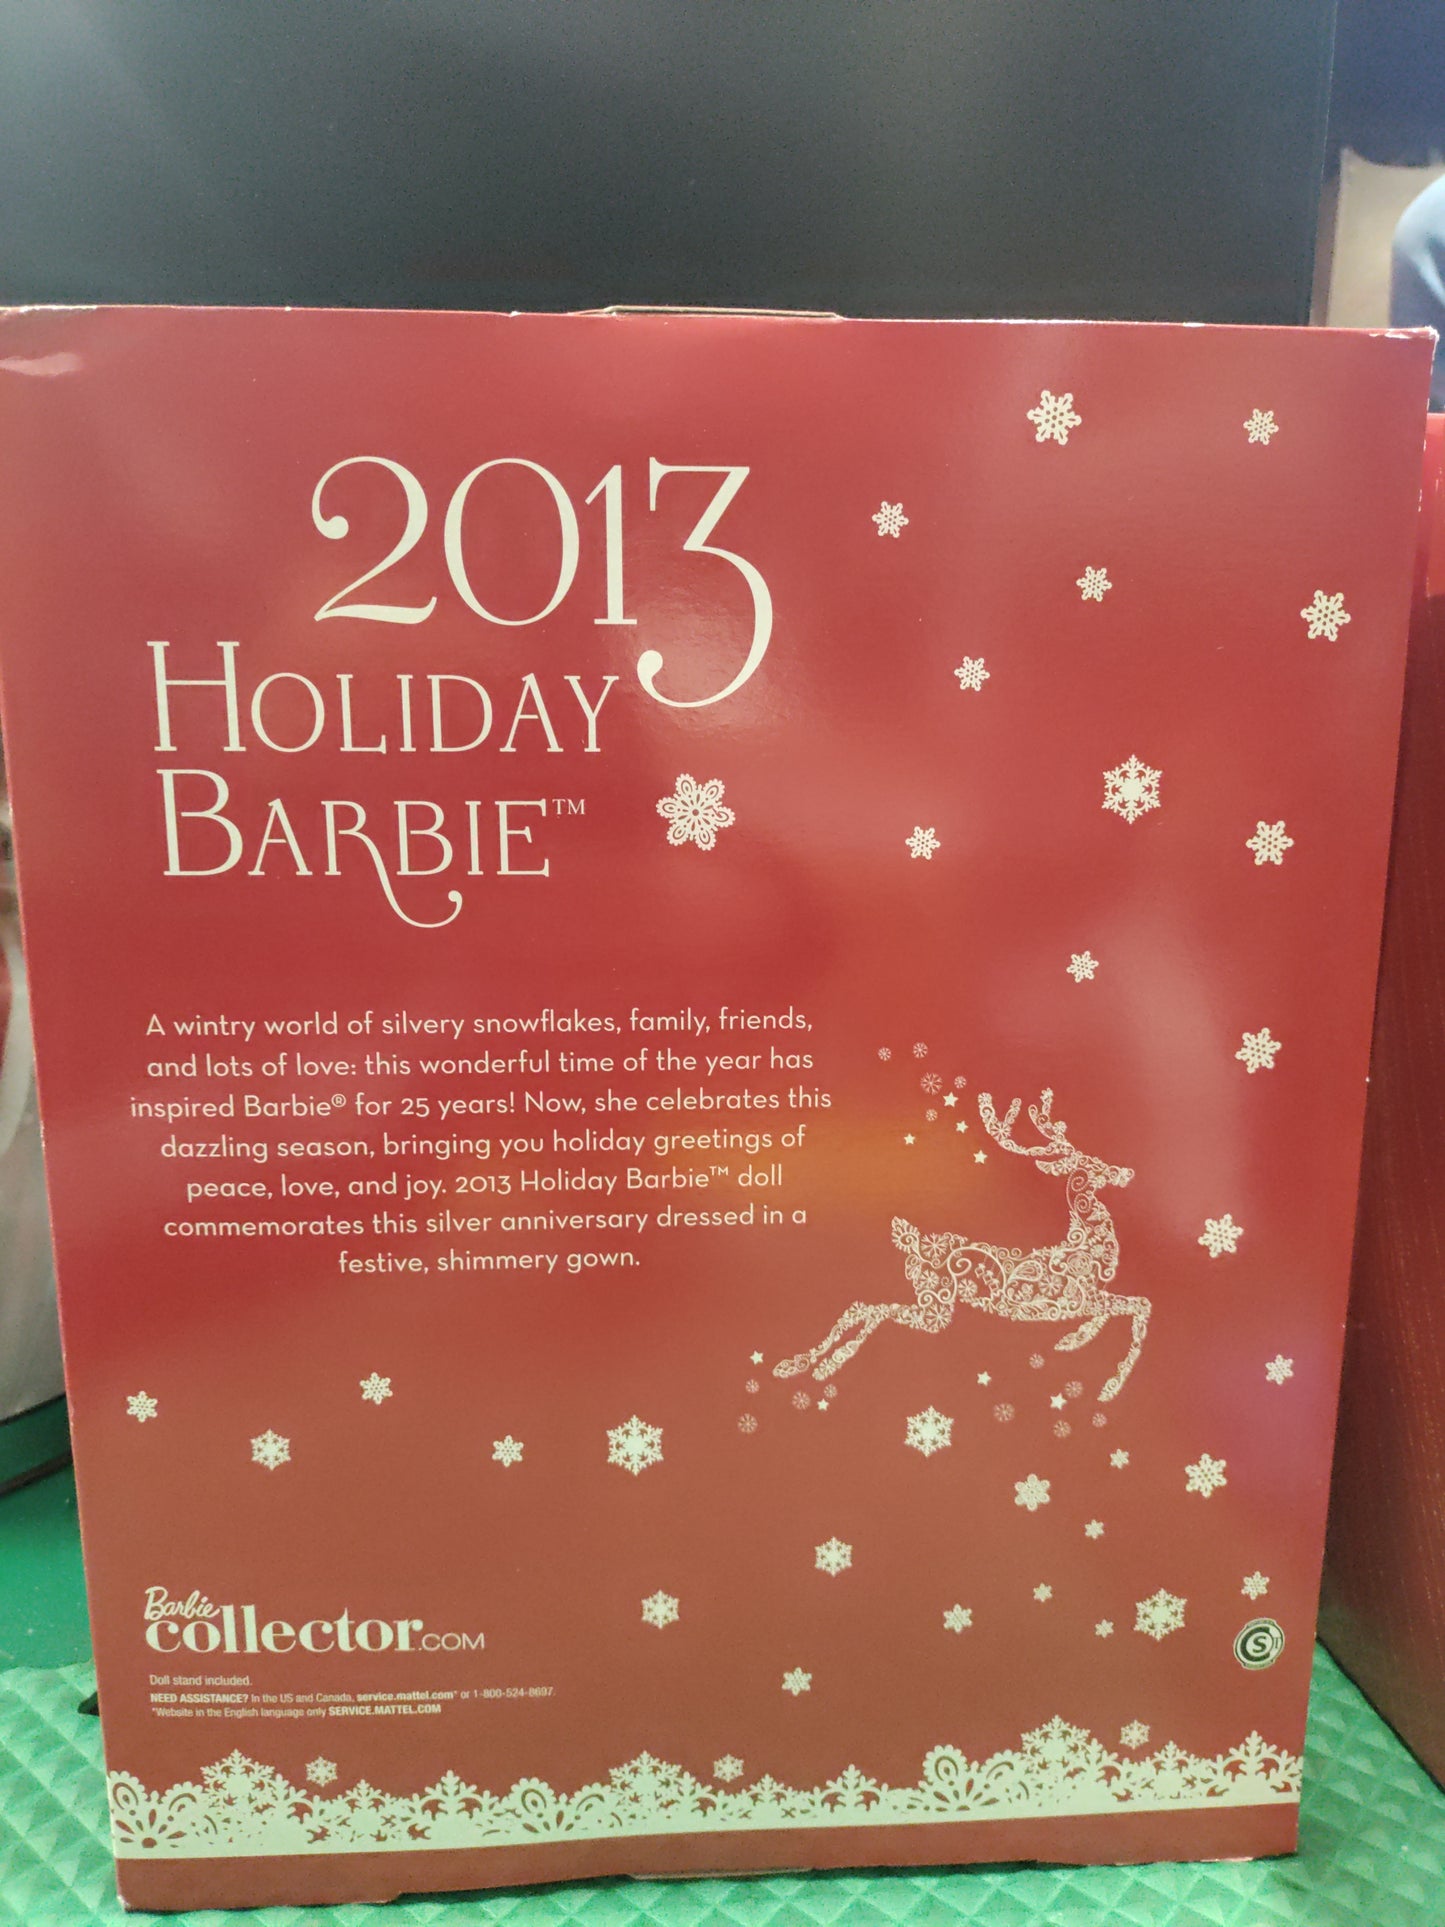 2013
HOLIDAY
BARBIE™
A wintry world of silvery snowflakes, family, friends,
and lots of love: this wonderful time of the year has
inspired Barbie® for 25 years! Now, she celebrates this
dazzling season, bringing you holiday greetings of
peace, love, and joy. 2013 Holiday Barbie™ doll
commemorates this silver anniversary dressed in a
festive, shimmery gown.
Barbie
collector.COM
Doll stand included.
NEED ASSISTANCE? In the US and Canada, service.mattel.com* or 1-800-524-8697.
*Website in the English language only SERVICE.MATTEL.COM